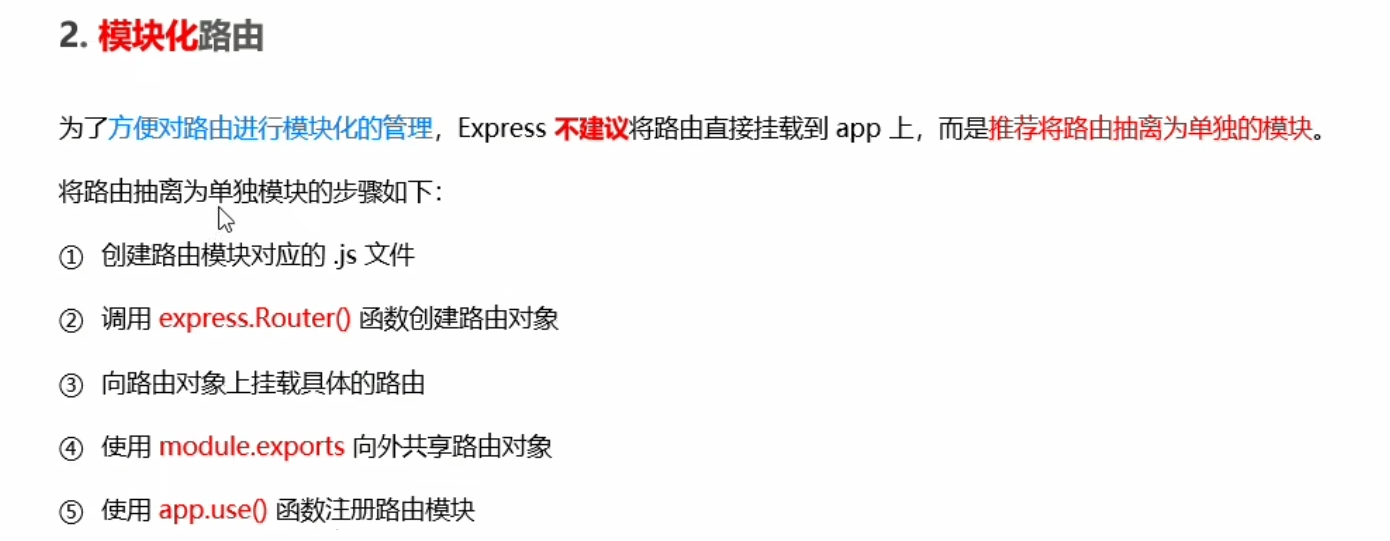 2. 模块化路由
为了方便对路由进行模块化的管理，Express 不建议将路由直接挂载到 app 上，而是推荐将路由抽离为单独的模块。
将路由抽离为单独模块的步骤如下：
① 创建路由模块对应的 .js 文件
② 调用 express.Router() 函数创建路由对象
③ 向路由对象上挂载具体的路由
④ 使用 module.exports 向外共享路由对象
⑤ 使用 app.use() 函数注册路由模块